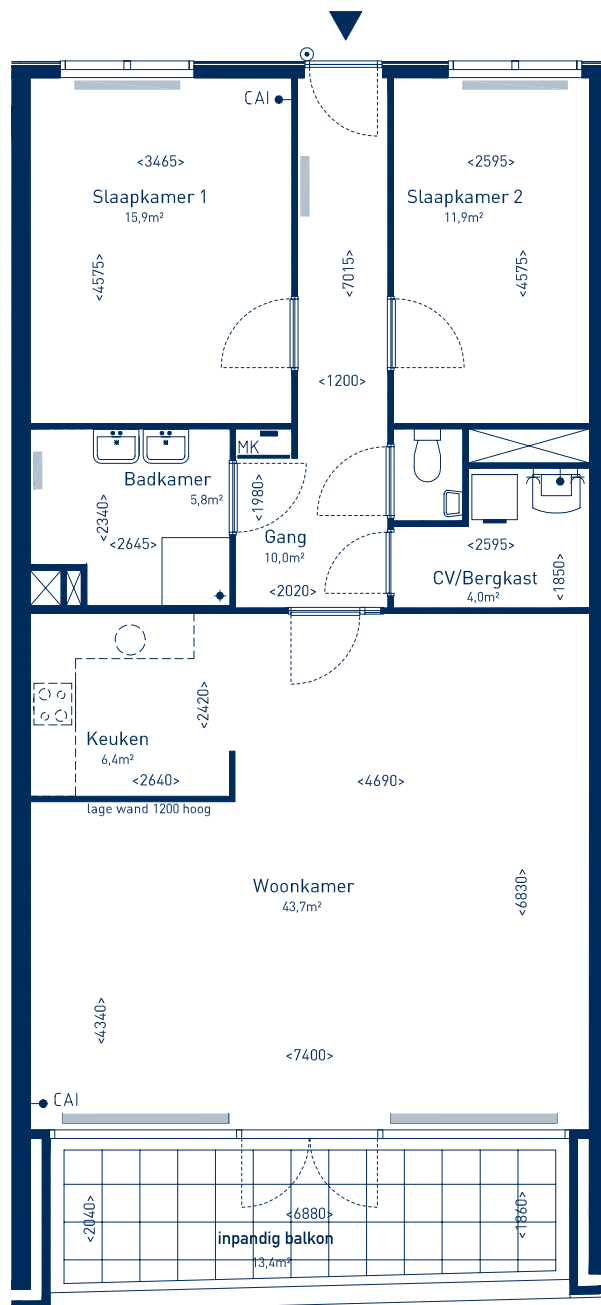 CAI
<3465>
<2595>
Slaapkamer 1
15,9m²
Slaapkamer 2
11,9m²
<4575>
<7015>
<4575>
<1200>
MK
Badkamer
5,8m²
<2340>
<2645>
<1980>
Gang
10,0m²
<2020>
<2595>
CV/Bergkast
4,0m²
<1850>
<2420>
Keuken
6,4m²
<2640>
lage wand 1200 hoog
<4690>
Woonkamer
43,7m²
<6830>
<4340>
<7400>
CAI
<2040>
<6880>
<1860>
inpandig balkon
13,4m²